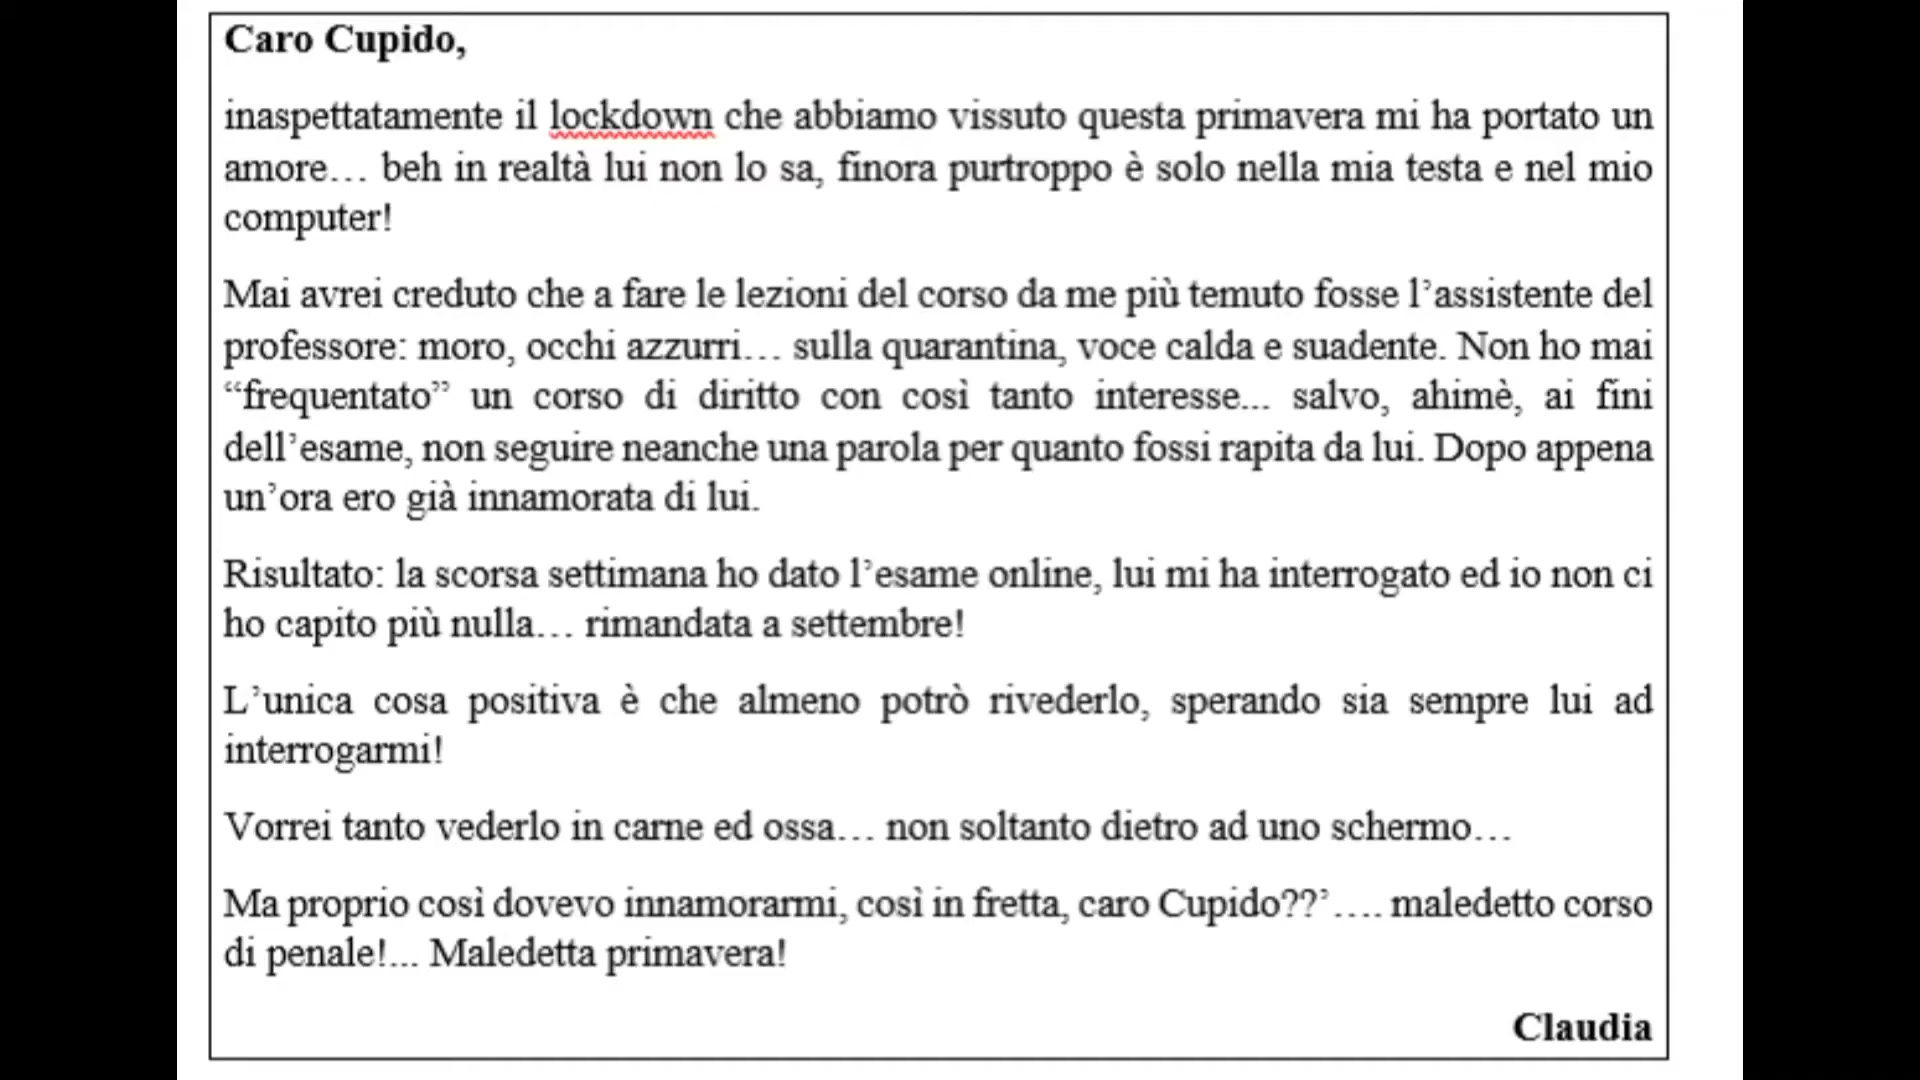 Caro Cupido,
inaspettatamente il lockdown che abbiamo vissuto questa primavera mi ha portato un
amore… beh in realtà lui non lo sa, finora purtroppo è solo nella mia testa e nel mio
computer!
Mai avrei creduto che a fare le lezioni del corso da me più temuto fosse l’assistente del
professore: moro, occhi azzurri… sulla quarantina, voce calda e suadente. Non ho mai
“frequentato” un corso di diritto con così tanto interesse... salvo, ahimè, ai fini
dell’esame, non seguire neanche una parola per quanto fossi rapita da lui. Dopo appena
un’ora ero già innamorata di lui.
Risultato: la scorsa settimana ho dato l’esame online, lui mi ha interrogato ed io non ci
ho capito più nulla… rimandata a settembre!
L’unica cosa positiva è che almeno potrò rivederlo, sperando sia sempre lui ad
interrogarmi!
Vorrei tanto vederlo in carne ed ossa… non soltanto dietro ad uno schermo…
Ma proprio così dovevo innamorarmi, così in fretta, caro Cupido??’…. maledetto corso
di penale!... Maledetta primavera!
Claudia